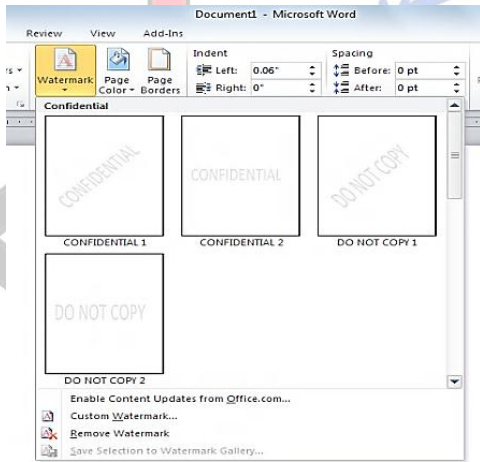 Document1 - Microsoft Word
Review View Add-Ins
Indent Spacing
Watermark Page Color Page Borders Left: 0.06" Before: 0 pt
Right: 0" After: 0 pt
Confidential
CONFIDENTIAL CONFIDENTIAL DO NOT COPY
CONFIDENTIAL 1 CONFIDENTIAL 2 DO NOT COPY 1
DO NOT COPY
DO NOT COPY 2
Enable Content Updates from Office.com...
Custom Watermark...
Remove Watermark
Save Selection to Watermark Gallery...